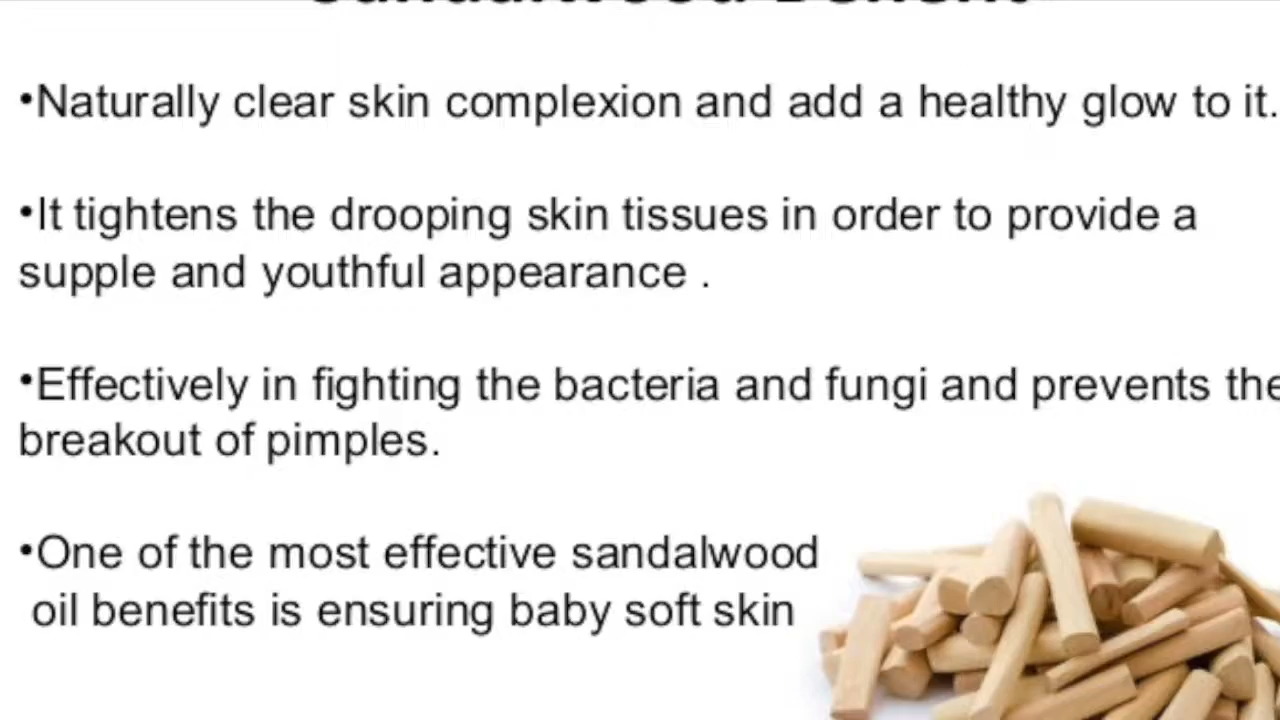 Sandalwood Benefit
•Naturally clear skin complexion and add a healthy glow to it.
•It tightens the drooping skin tissues in order to provide a
supple and youthful appearance .
•Effectively in fighting the bacteria and fungi and prevents the
breakout of pimples.
•One of the most effective sandalwood
oil benefits is ensuring baby soft skin